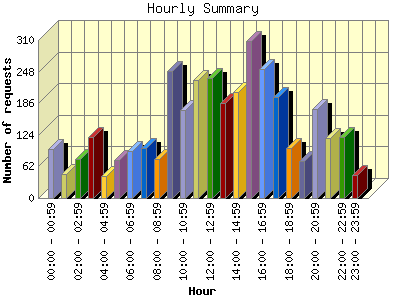 Hourly Summary
310
248
186
124
62
0
Number of requests
00:00 - 00:59
02:00 - 02:59
04:00 - 04:59
06:00 - 06:59
08:00 - 08:59
10:00 - 10:59
12:00 - 12:59
14:00 - 14:59
16:00 - 16:59
18:00 - 18:59
20:00 - 20:59
22:00 - 22:59
23:00 - 23:59
Hour